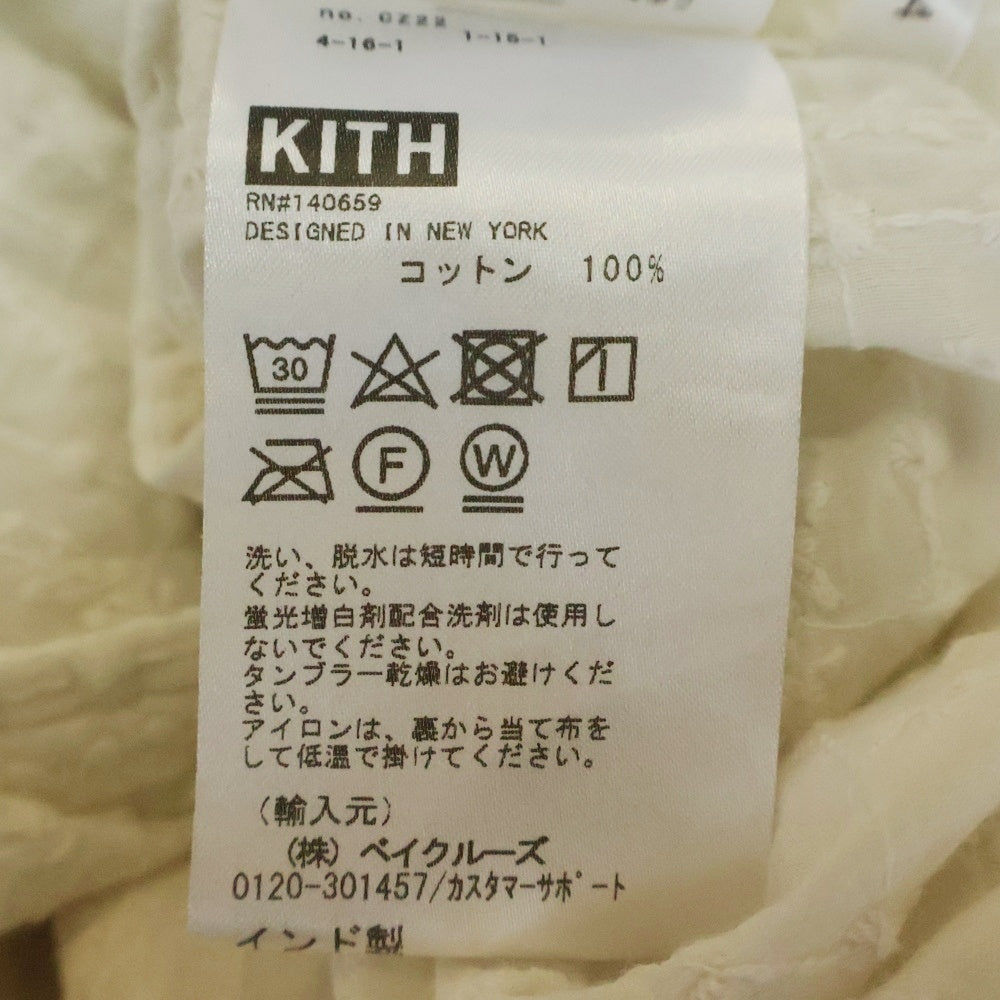 no. CZ22
4-16-1 1-16-1
KITH
RN#140659
DESIGNED IN NEW YORK
コットン 100%
30
F W
洗い、脱水は短時間で行って
ください。
蛍光増白剤配合洗剤は使用し
ないでください。
タンブラー乾燥はお避けくだ
さい。
アイロンは、裏から当て布を
して低温で掛けてください。
(輸入元)
(株) ベイクルーズ
0120-301457/カスタマーサポート
インド製